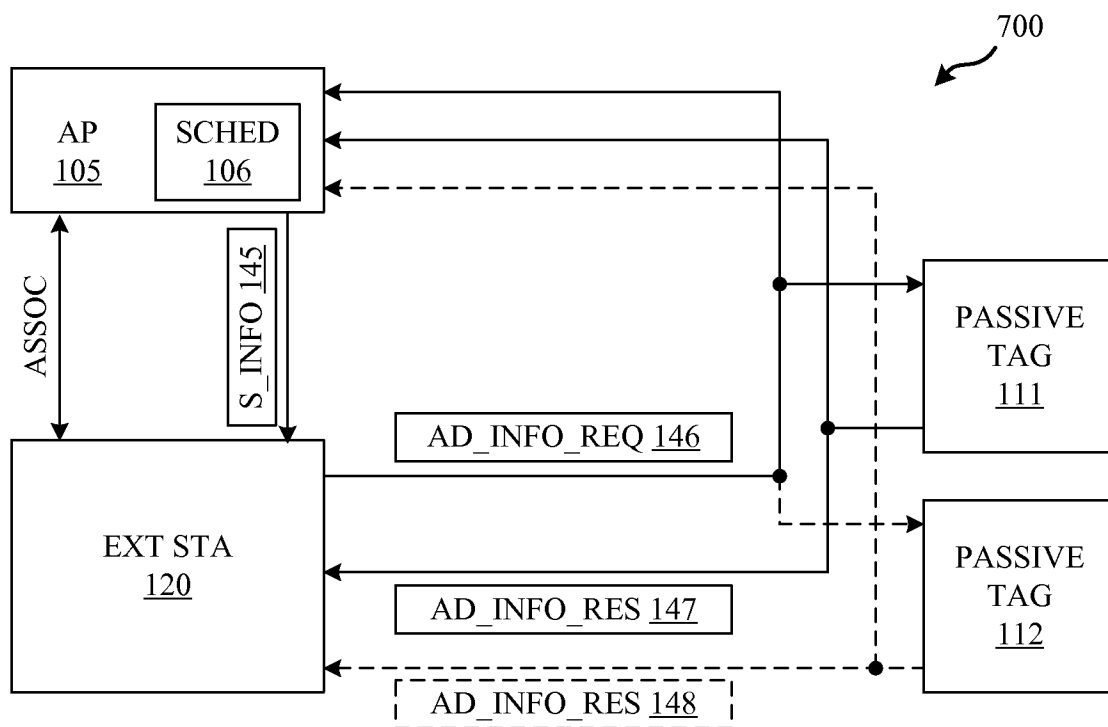 700
AP
105
SCHED
106
ASSOC
S_INFO 145
PASSIVE
TAG
111
AD_INFO_REQ 146
EXT STA
120
PASSIVE
TAG
112
AD_INFO_RES 147
AD_INFO_RES 148